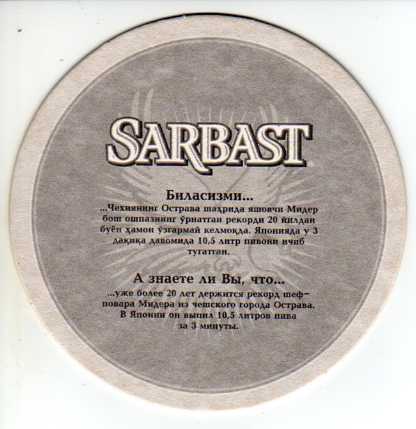 SARBAST
Биласизми...
...Чехиянинг Острава шаҳрида яшовчи Мидер
бош ошпазнинг ўрнатган рекорди 20 йилдан
буён ҳамон ўзгармай келмоқда. Японияда у 3
дақиқа давомида 10,5 литр пивони ичиб
тугатган.
А знаете ли Вы, что...
...уже более 20 лет держится рекорд шеф-
повара Мидера из чешского города Острава.
В Японии он выпил 10,5 литров пива
за 3 минуты.